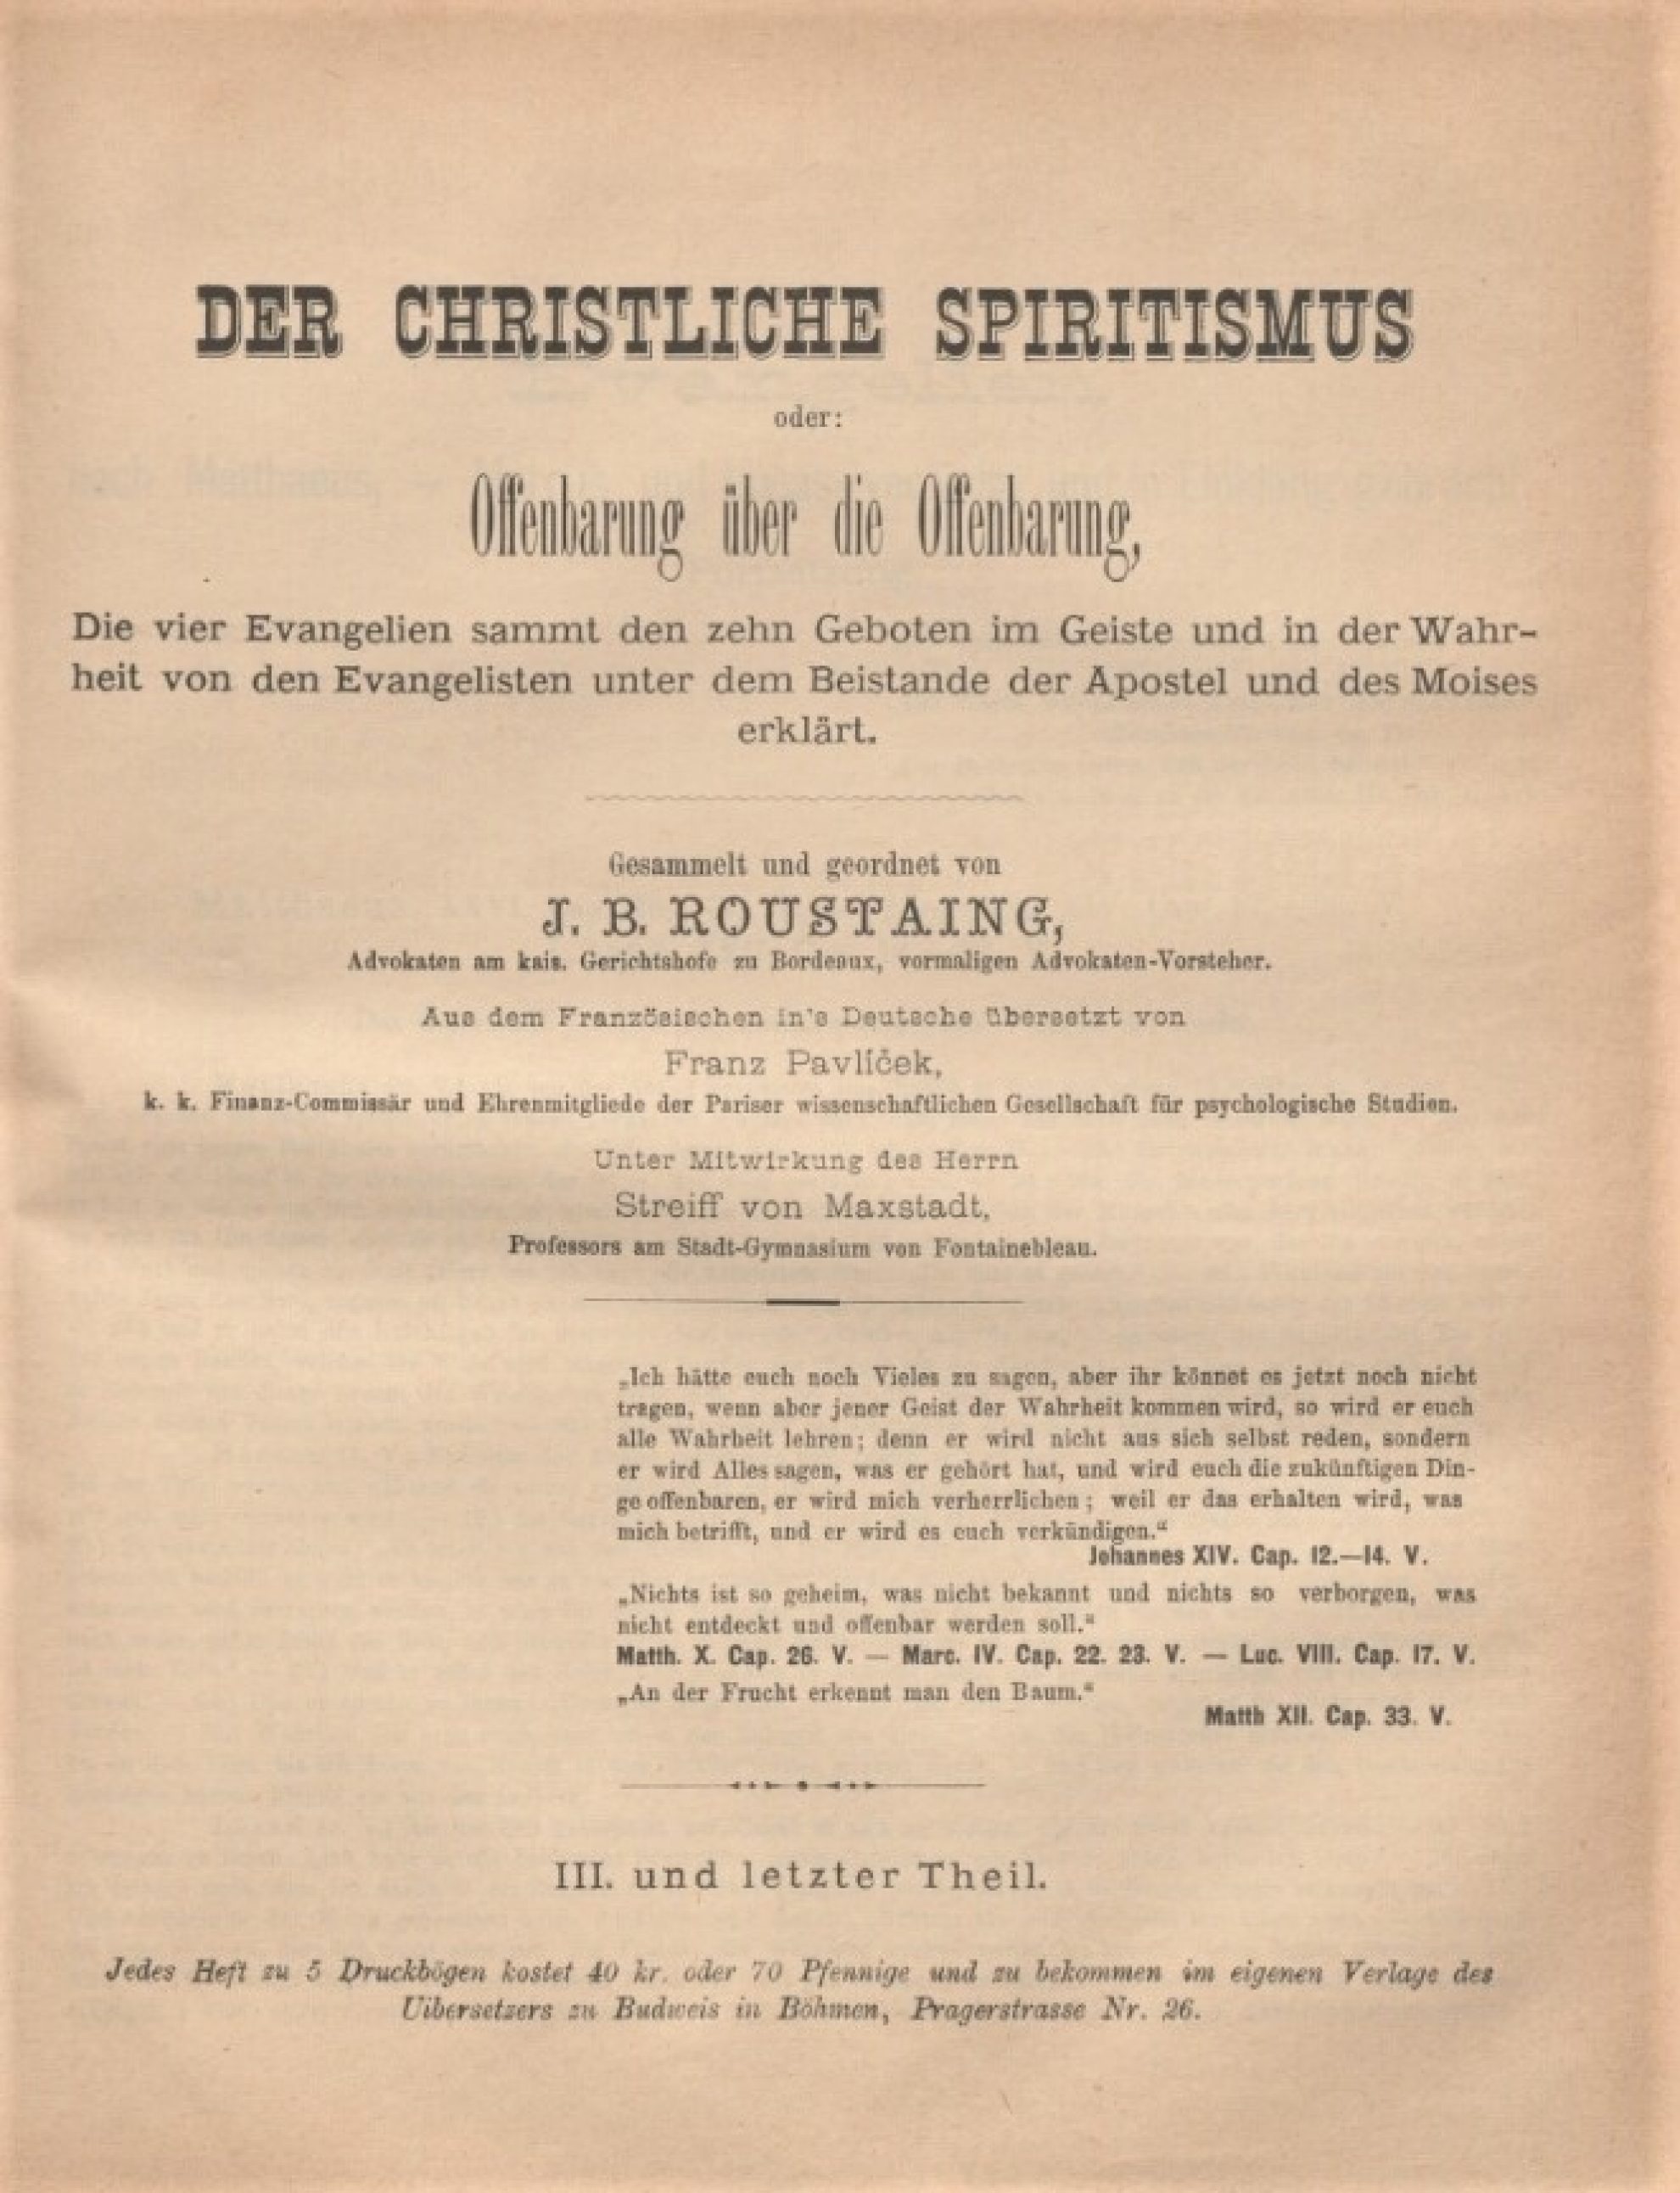 DER CHRISTLICHE SPIRITISMUS
oder:
Offenbarung über die Offenbarung,
Die vier Evangelien sammt den zehn Geboten im Geiste und in der Wahr-
heit von den Evangelisten unter dem Beistande der Apostel und des Moises
erklärt.
Gesammelt und geordnet von
J. B. ROUSTAING,
Advokaten am kais. Gerichtshofe zu Bordeaux, vormaligen Advokaten-Vorsteher.
Aus dem Französischen in's Deutsche übersetzt von
Franz Pavlíček,
k. k. Finanz-Commissär und Ehrenmitgliede der Pariser wissenschaftlichen Gesellschaft für psychologische Studien.
Unter Mitwirkung des Herrn
Streiff von Maxstadt,
Professors am Stadt-Gymnasium von Fontainebleau.
„Ich hätte euch noch Vieles zu sagen, aber ihr könnet es jetzt noch nicht
tragen, wenn aber jener Geist der Wahrheit kommen wird, so wird er euch
alle Wahrheit lehren; denn er wird nicht aus sich selbst reden, sondern
er wird Alles sagen, was er gehört hat, und wird euch die zukünftigen Din-
ge offenbaren, er wird mich verherrlichen; weil er das erhalten wird, was
mich betrifft, und er wird es euch verkündigen.“
Johannes XIV. Cap. 12.—14. V.
„Nichts ist so geheim, was nicht bekannt und nichts so verborgen, was
nicht entdeckt und offenbar werden soll.“
Matth. X. Cap. 26. V. — Marc. IV. Cap. 22. 23. V. — Luc. VIII. Cap. 17. V.
„An der Frucht erkennt man den Baum.“
Matth XII. Cap. 33. V.
III. und letzter Theil.
Jedes Heft zu 5 Druckbögen kostet 40 kr. oder 70 Pfennige und zu bekommen im eigenen Verlage des
Uibersetzers zu Budweis in Böhmen, Pragerstrasse Nr. 26.